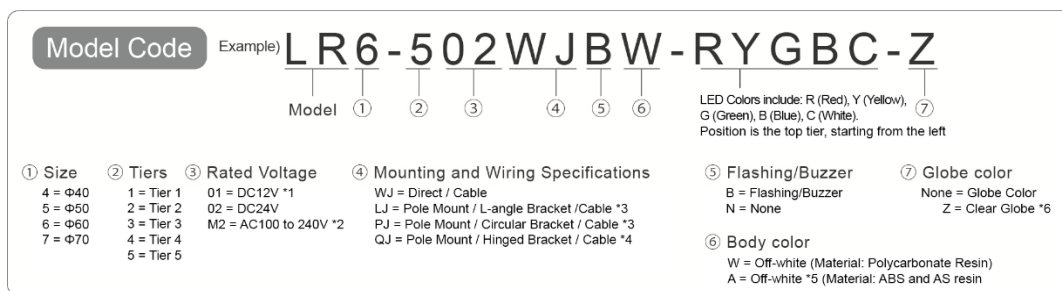 Model Code
Example) LR6-502WJBW-RYGBC-Z
Model ① ② ③ ④ ⑤ ⑥ ⑦
LED Colors include: R (Red), Y (Yellow),
G (Green), B (Blue), C (White).
Position is the top tier, starting from the left
① Size
4 = Φ40
5 = Φ50
6 = Φ60
7 = Φ70
② Tiers
1 = Tier 1
2 = Tier 2
3 = Tier 3
4 = Tier 4
5 = Tier 5
③ Rated Voltage
01 = DC12V *1
02 = DC24V
M2 = AC100 to 240V *2
④ Mounting and Wiring Specifications
WJ = Direct / Cable
LJ = Pole Mount / L-angle Bracket /Cable *3
PJ = Pole Mount / Circular Bracket / Cable *3
QJ = Pole Mount / Hinged Bracket / Cable *4
⑤ Flashing/Buzzer
B = Flashing/Buzzer
N = None
⑥ Body color
W = Off-white (Material: Polycarbonate Resin)
A = Off-white *5 (Material: ABS and AS resin
⑦ Globe color
None = Globe Color
Z = Clear Globe *6